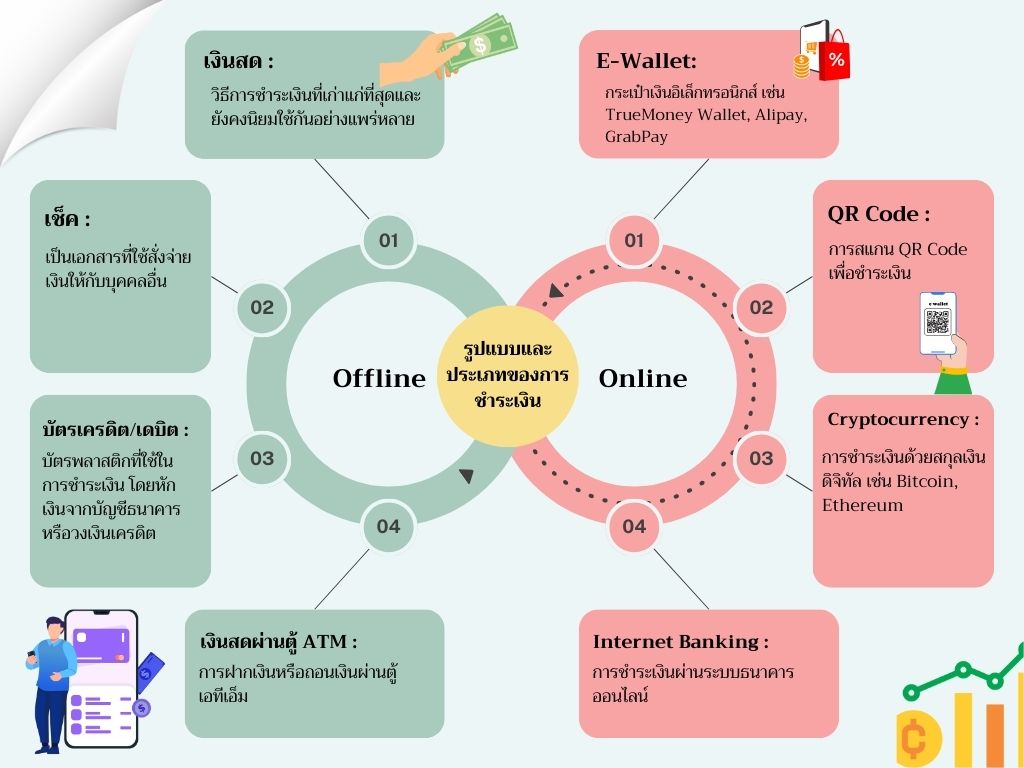 รูปแบบและ
ประเภทของการ
ชำระเงิน
Offline
01
เงินสด :
วิธีการชำระเงินที่เก่าแก่ที่สุดและ
ยังคงนิยมใช้กันอย่างแพร่หลาย
02
เช็ค :
เป็นเอกสารที่ใช้สั่งจ่าย
เงินให้กับบุคคลอื่น
03
บัตรเครดิต/เดบิต :
บัตรพลาสติกที่ใช้ใน
การชำระเงิน โดยหัก
เงินจากบัญชีธนาคาร
หรือวงเงินเครดิต
04
เงินสดผ่านตู้ ATM :
การฝากเงินหรือถอนเงินผ่านตู้
เอทีเอ็ม
Online
01
E-Wallet:
กระเป๋าเงินอิเล็กทรอนิกส์ เช่น
TrueMoney Wallet, Alipay,
GrabPay
%
02
QR Code :
การสแกน QR Code
เพื่อชำระเงิน
e-wallet
03
Cryptocurrency :
การชำระเงินด้วยสกุลเงิน
ดิจิทัล เช่น Bitcoin,
Ethereum
04
Internet Banking :
การชำระเงินผ่านระบบธนาคาร
ออนไลน์